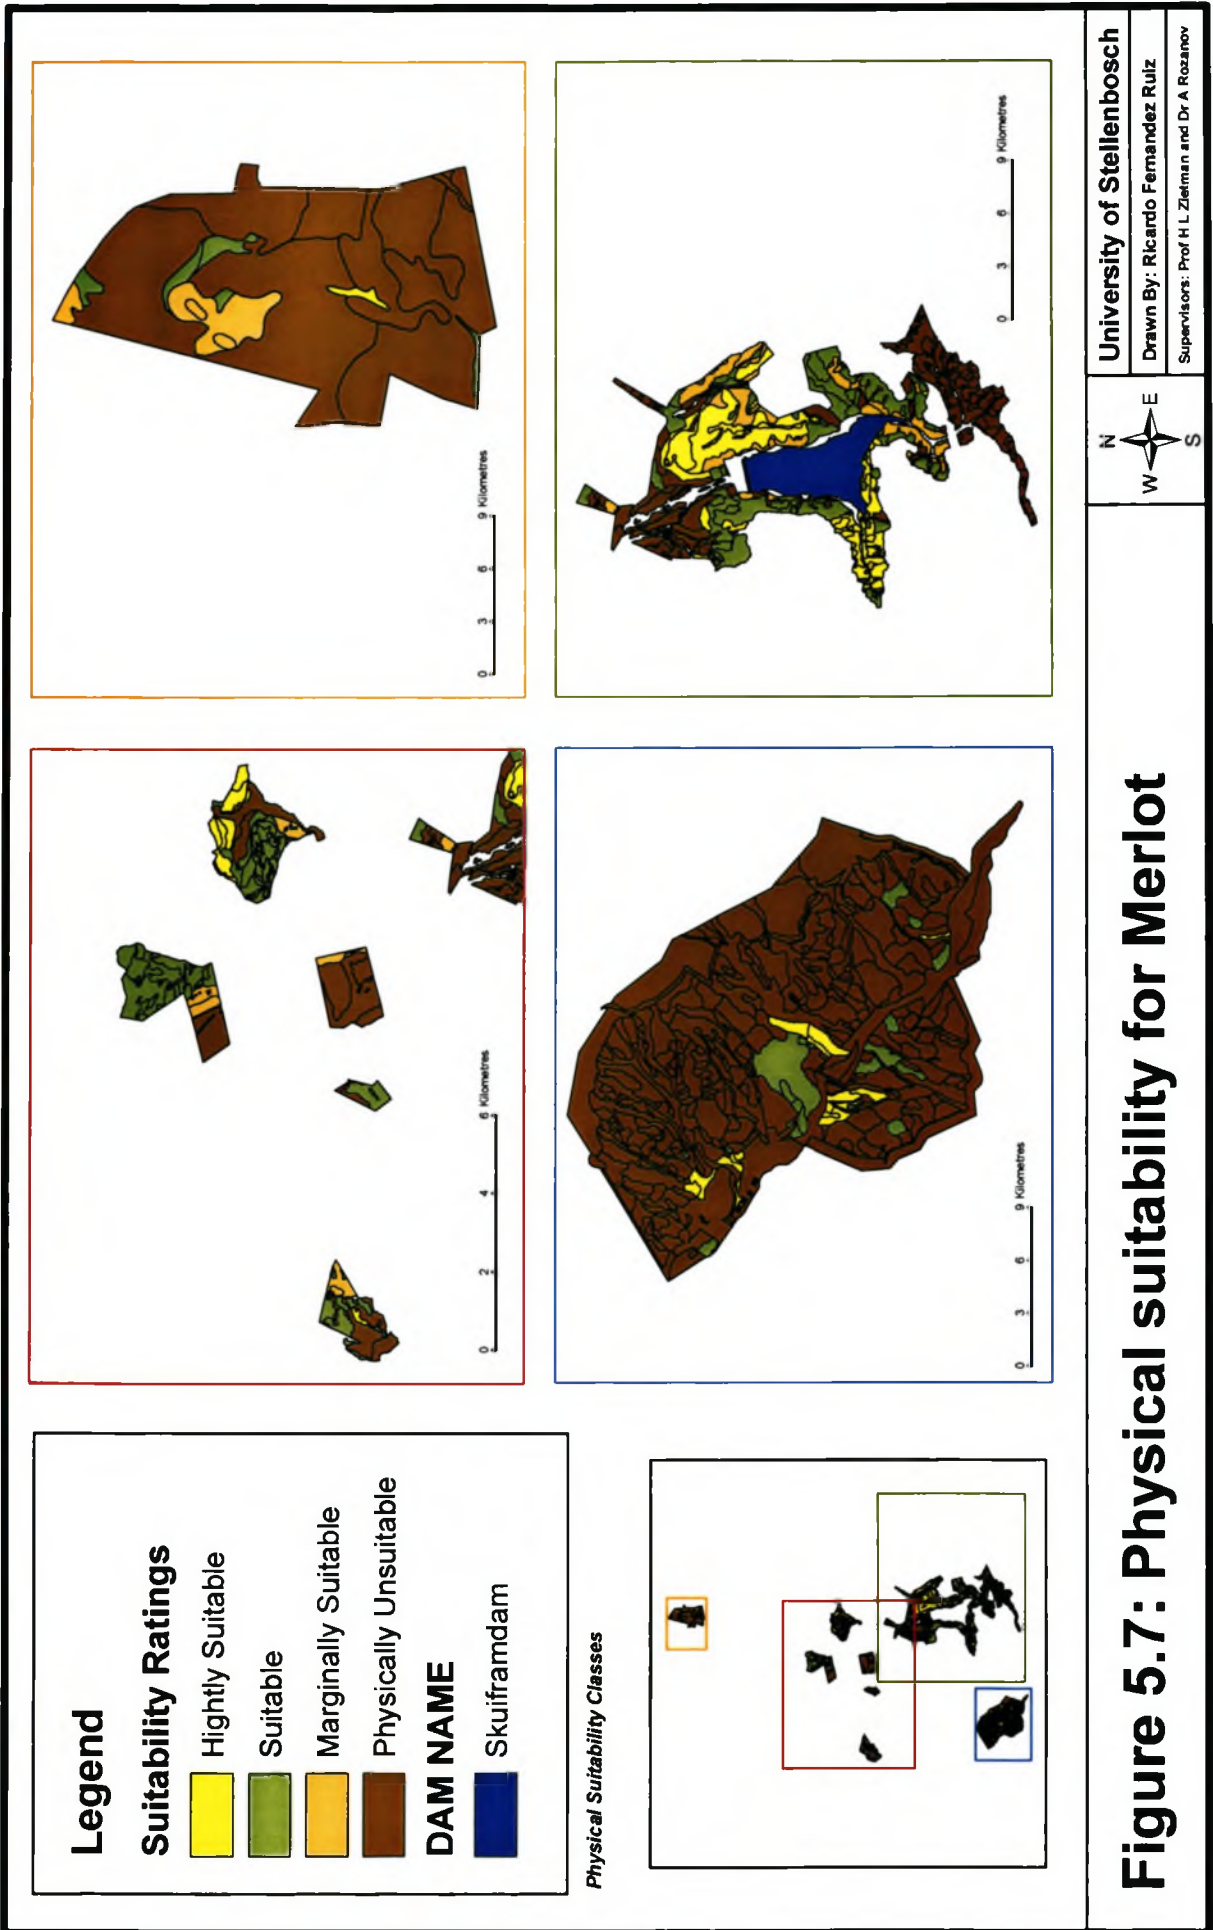 Legend
Suitability Ratings
Hightly Suitable
Suitable
Marginally Suitable
Physically Unsuitable
DAM NAME
Skuiframdam
Physical Suitability Classes
0 2 4 6 Kilometres
0 3 6 9 Kilometres
0 3 6 9 Kilometres
0 3 6 9 Kilometres
Figure 5.7: Physical suitability for Merlot
N
W E
S
University of Stellenbosch
Drawn By: Ricardo Fernandez Ruiz
Supervisors: Prof H L Zietman and Dr A Rozanov